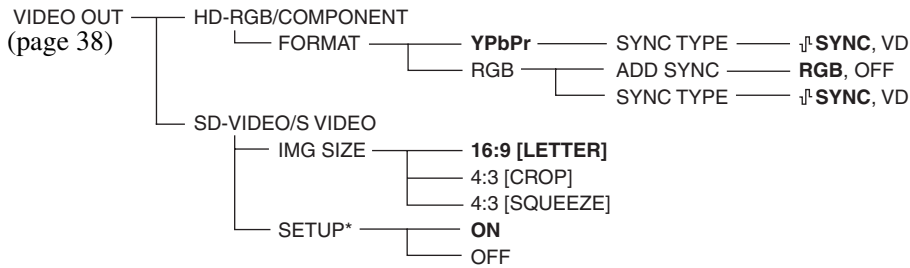 VIDEO OUT HD-RGB/COMPONENT
(page 38) FORMAT YPbPr SYNC TYPE SYNC, VD
RGB ADD SYNC RGB, OFF
SYNC TYPE SYNC, VD
SD-VIDEO/S VIDEO
IMG SIZE 16:9 [LETTER]
4:3 [CROP]
4:3 [SQUEEZE]
SETUP* ON
OFF